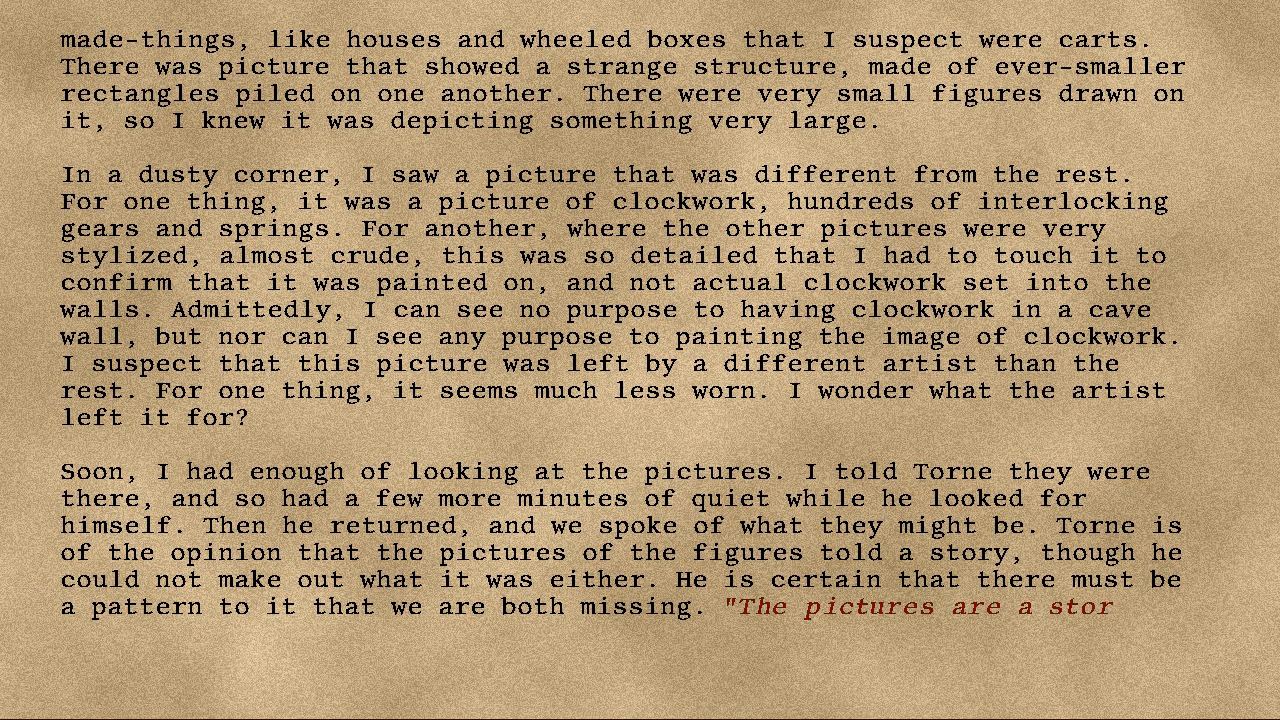 made-things, like houses and wheeled boxes that I suspect were carts.
There was picture that showed a strange structure, made of ever-smaller
rectangles piled on one another. There were very small figures drawn on
it, so I knew it was depicting something very large.
In a dusty corner, I saw a picture that was different from the rest.
For one thing, it was a picture of clockwork, hundreds of interlocking
gears and springs. For another, where the other pictures were very
stylized, almost crude, this was so detailed that I had to touch it to
confirm that it was painted on, and not actual clockwork set into the
walls. Admittedly, I can see no purpose to having clockwork in a cave
wall, but nor can I see any purpose to painting the image of clockwork.
I suspect that this picture was left by a different artist than the
rest. For one thing, it seems much less worn. I wonder what the artist
left it for?
Soon, I had enough of looking at the pictures. I told Torne they were
there, and so had a few more minutes of quiet while he looked for
himself. Then he returned, and we spoke of what they might be. Torne is
of the opinion that the pictures of the figures told a story, though he
could not make out what it was either. He is certain that there must be
a pattern to it that we are both missing. "The pictures are a stor